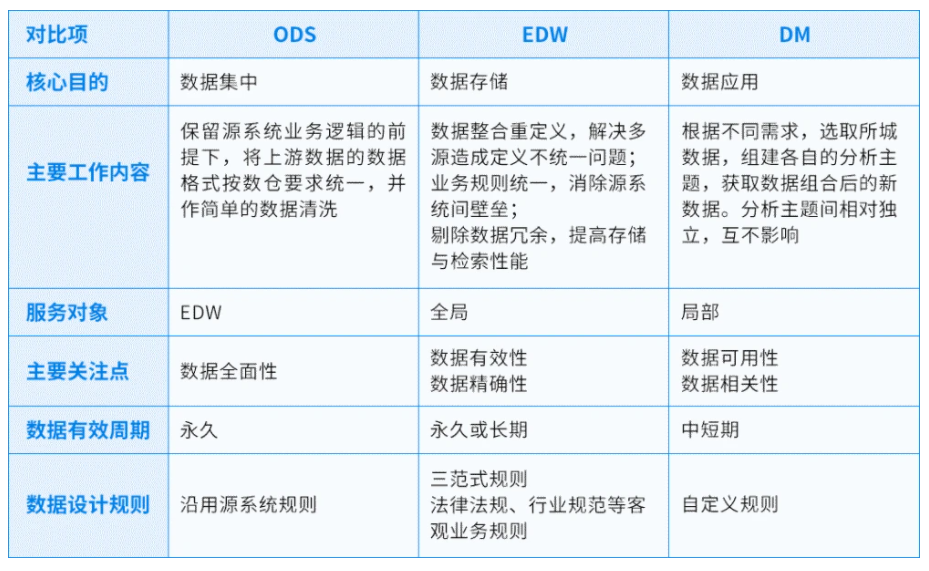 对比项
ODS
EDW
DM
核心目的
数据集中
数据存储
数据应用
主要工作内容
保留源系统业务逻辑的前
提下，将上游数据的数据
格式按数仓要求统一，并
作简单的数据清洗
数据整合重定义，解决多
源造成定义不统一问题；
业务规则统一，消除源系
统间壁垒；
剔除数据冗余，提高存储
与检索性能
根据不同需求，选取所城
数据，组建各自的分析主
题，获取数据组合后的新
数据。分析主题间相对独
立，互不影响
服务对象
EDW
全局
局部
主要关注点
数据全面性
数据有效性
数据精确性
数据可用性
数据相关性
数据有效周期
永久
永久或长期
中短期
数据设计规则
沿用源系统规则
三范式规则
法律法规、行业规范等客
观业务规则
自定义规则